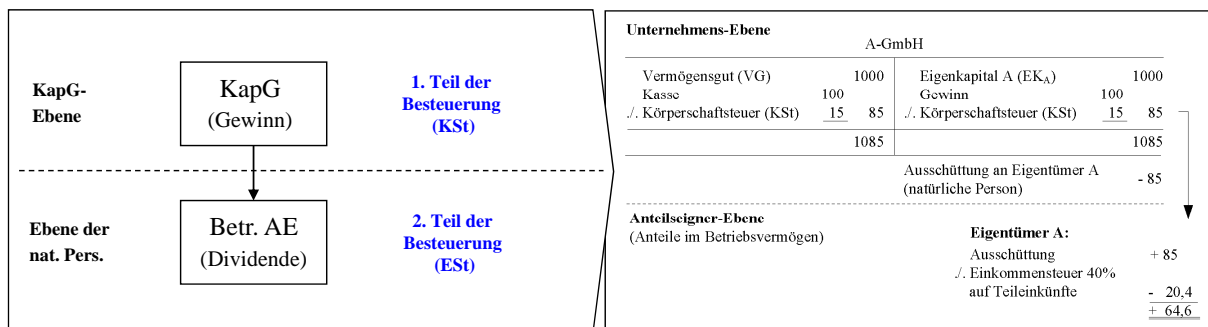 KapG-
Ebene
KapG
(Gewinn)
1. Teil der
Besteuerung
(KSt)
Ebene der
nat. Pers.
Betr. AE
(Dividende)
2. Teil der
Besteuerung
(ESt)
Unternehmens-Ebene
A-GmbH
Vermögensgut (VG) 1000 Eigenkapital A (EKA) 1000
Kasse 100 Gewinn 100
./. Körperschaftsteuer (KSt) 15 85 ./. Körperschaftsteuer (KSt) 15 85
1085 1085
Ausschüttung an Eigentümer A - 85
(natürliche Person)
Anteilseigner-Ebene
(Anteile im Betriebsvermögen)
Eigentümer A:
Ausschüttung + 85
./. Einkommensteuer 40%
auf Teileinkünfte - 20,4
+ 64,6